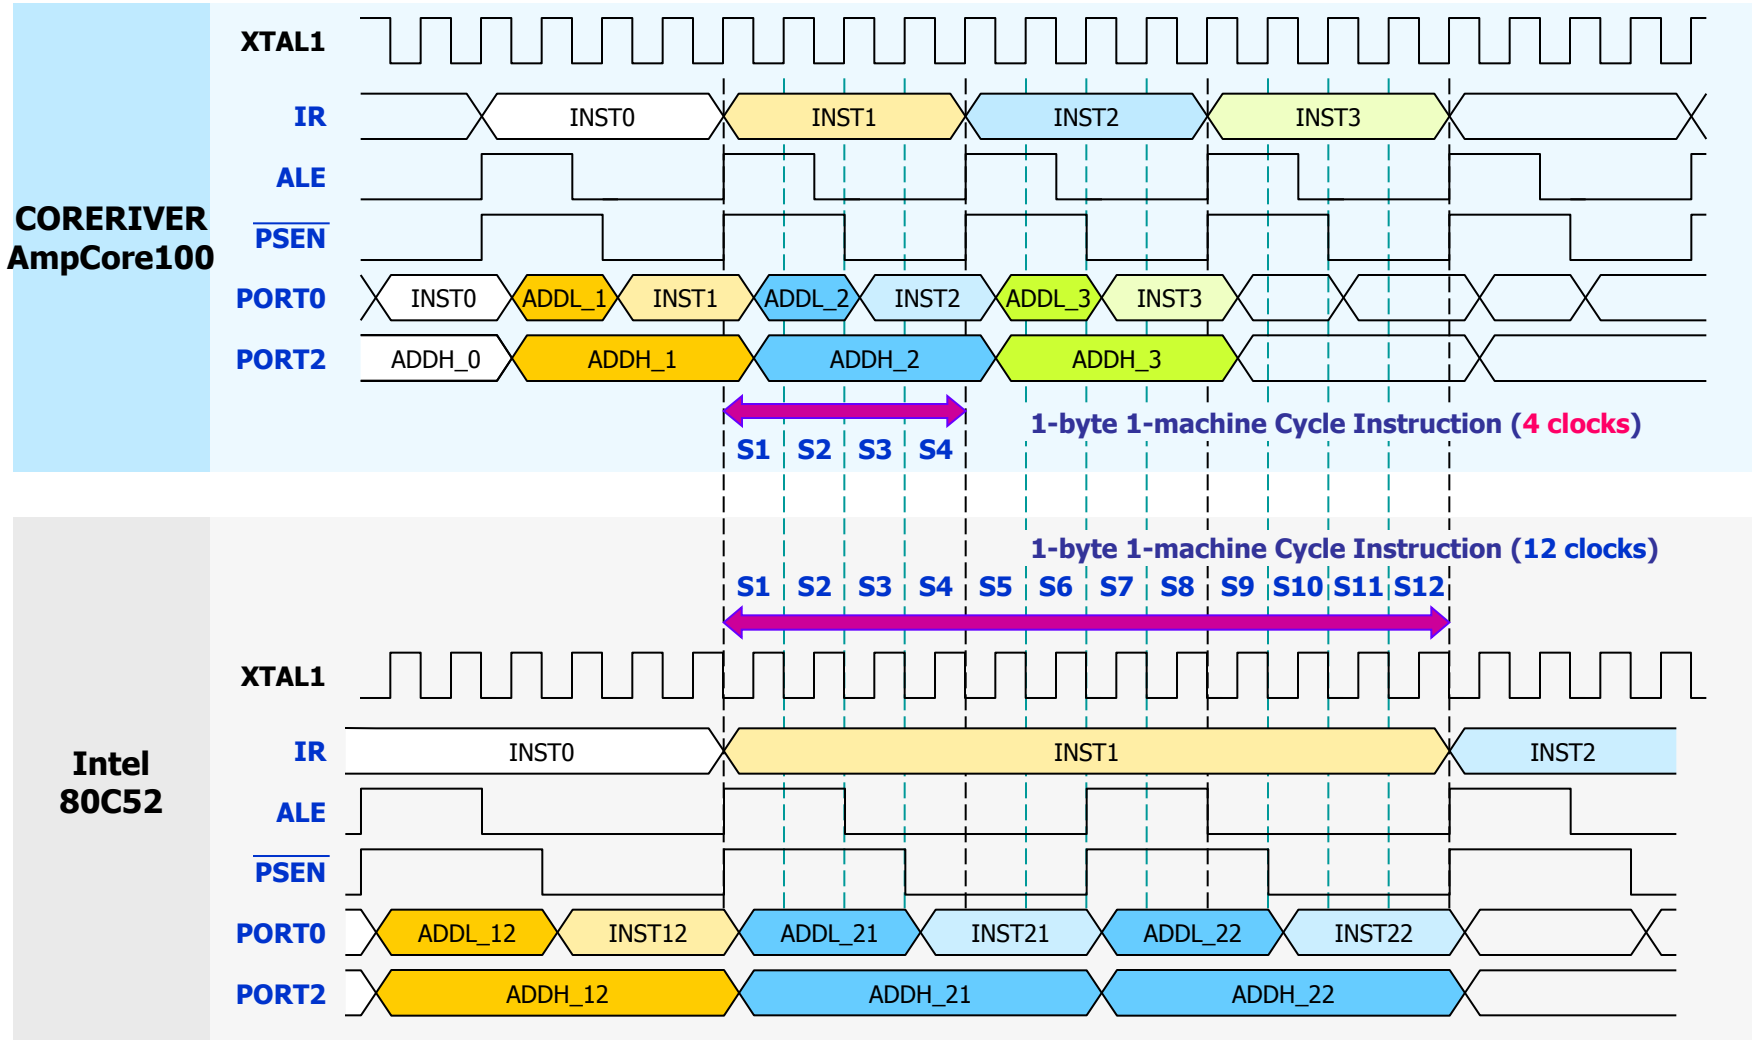 CORERIVER
AmpCore100
XTAL1
IR INST0 INST1 INST2 INST3
ALE
PSEN
PORT0 INST0 ADDL_1 INST1 ADDL_2 INST2 ADDL_3 INST3
PORT2 ADDH_0 ADDH_1 ADDH_2 ADDH_3
1-byte 1-machine Cycle Instruction (4 clocks)
S1 S2 S3 S4
Intel
80C52
1-byte 1-machine Cycle Instruction (12 clocks)
S1 S2 S3 S4 S5 S6 S7 S8 S9 S10 S11 S12
XTAL1
IR INST0 INST1 INST2
ALE
PSEN
PORT0 ADDL_12 INST12 ADDL_21 INST21 ADDL_22 INST22
PORT2 ADDH_12 ADDH_21 ADDH_22